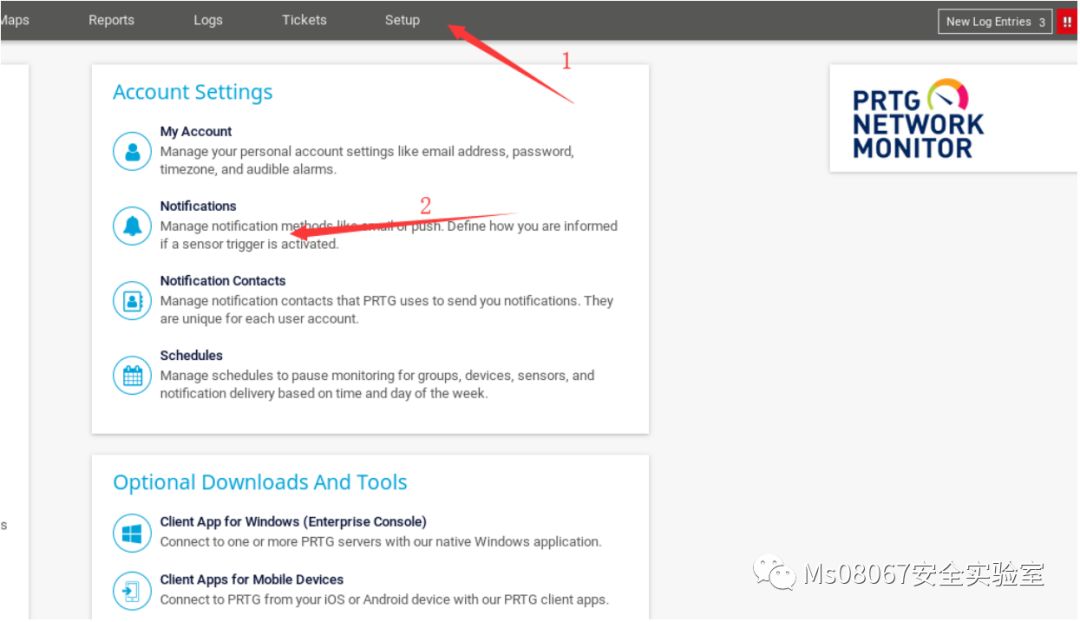 Maps Reports Logs Tickets Setup New Log Entries 3 !!
1
Account Settings
My Account
Manage your personal account settings like email address, password,
timezone, and audible alarms.
Notifications
2
Manage notification methods like email or push. Define how you are informed
if a sensor trigger is activated.
Notification Contacts
Manage notification contacts that PRTG uses to send you notifications. They
are unique for each user account.
Schedules
Manage schedules to pause monitoring for groups, devices, sensors, and
notification delivery based on time and day of the week.
PRTG
NETWORK
MONITOR
Optional Downloads And Tools
s
Client App for Windows (Enterprise Console)
Connect to one or more PRTG servers with our native Windows application.
Client Apps for Mobile Devices
Connect to PRTG from your iOS or Android device with our PRTG client apps.
Ms08067安全实验室